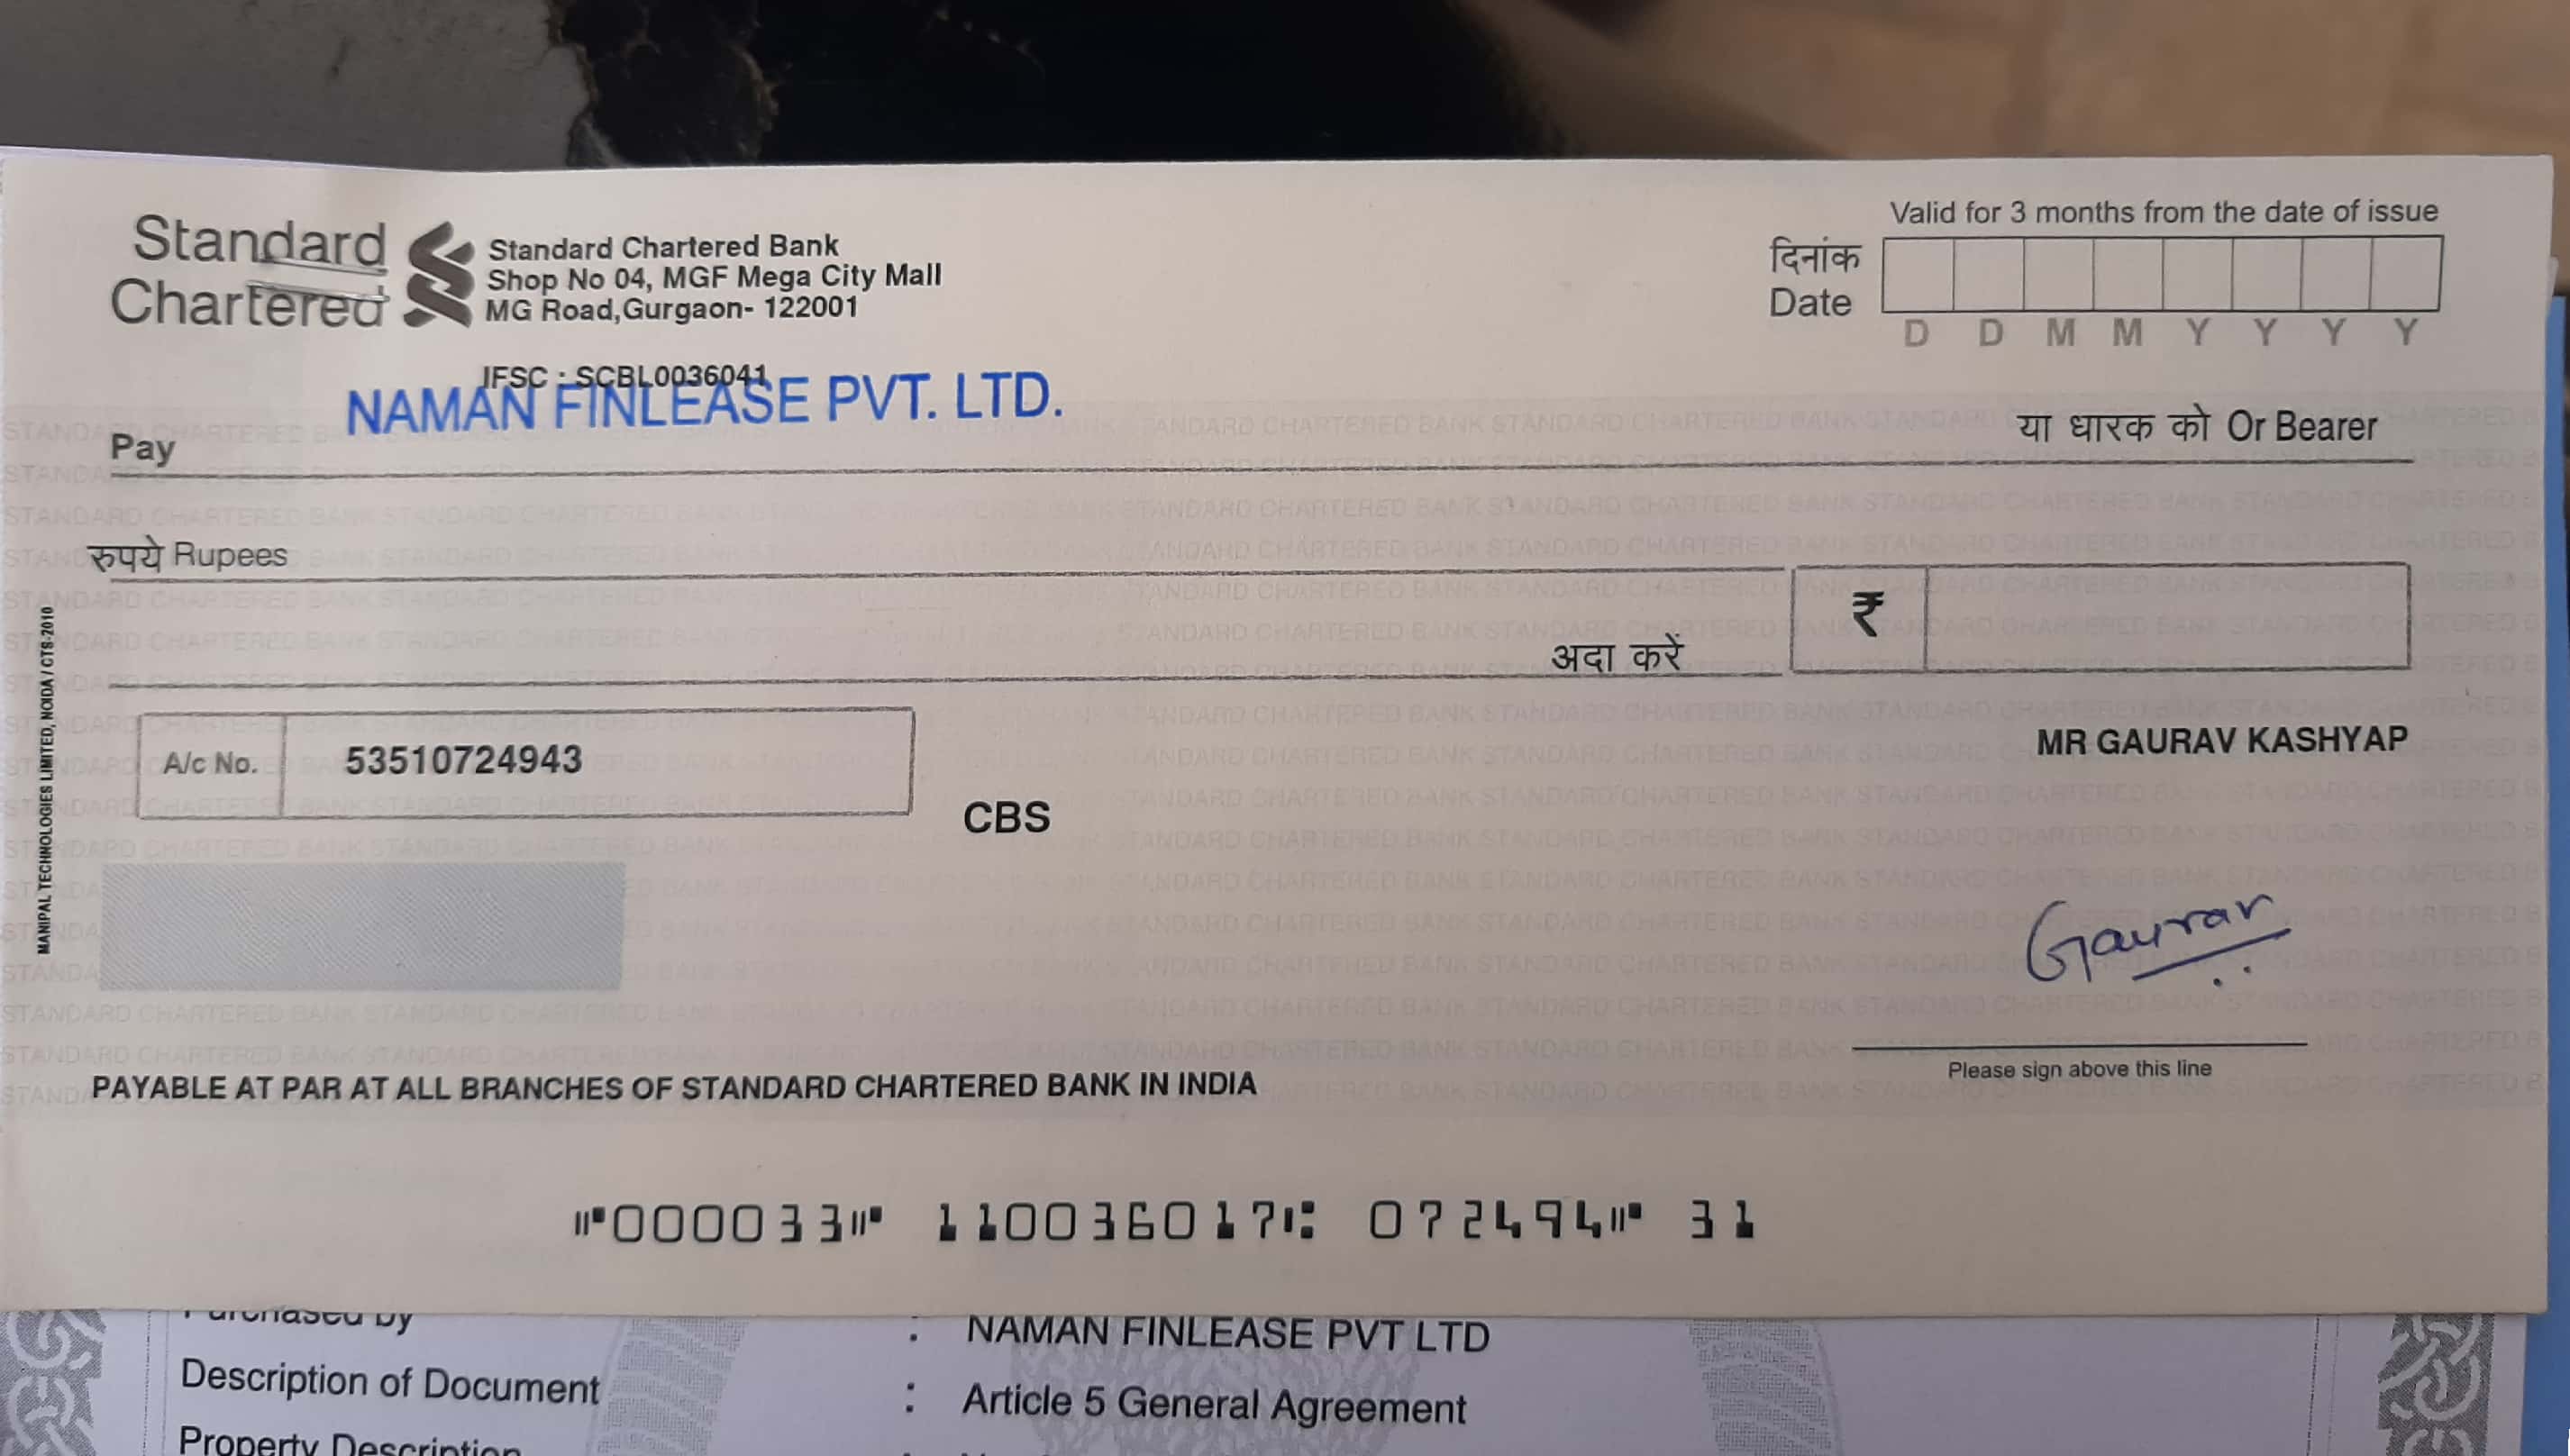 Standard
Chartered
Standard Chartered Bank
Shop No 04, MGF Mega City Mall
MG Road,Gurgaon- 122001
IFSC : SCBL0036041
Valid for 3 months from the date of issue
दिनांक
Date
D D M M Y Y Y Y
NAMAN FINLEASE PVT. LTD.
Pay
या धारक को Or Bearer
रुपये Rupees
अदा करें
₹
A/c No. 53510724943
MR GAURAV KASHYAP
CBS
MANIPAL TECHNOLOGIES LIMITED, NOIDA / CTS-2010
Gaurav
Please sign above this line
PAYABLE AT PAR AT ALL BRANCHES OF STANDARD CHARTERED BANK IN INDIA
⑈000033⑈ 110036017⑆ 072494⑈ 31
Purchased by : NAMAN FINLEASE PVT LTD
Description of Document : Article 5 General Agreement
Property Description